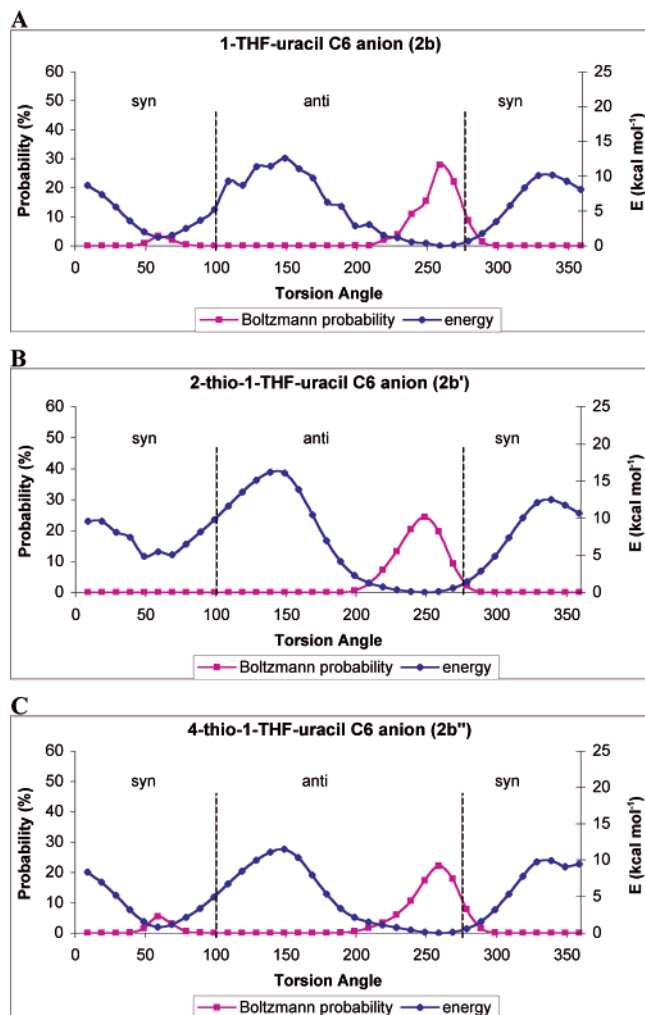 A
1-THF-uracil C6 anion (2b)
60 50 40 30 20 10 0
Probability (%)
syn anti syn
25 20 15 10 5 0
E (kcal mol⁻¹)
0 50 100 150 200 250 300 350
Torsion Angle
Boltzmann probability energy
B
2-thio-1-THF-uracil C6 anion (2b')
60 50 40 30 20 10 0
Probability (%)
syn anti syn
25 20 15 10 5 0
E (kcal mol⁻¹)
0 50 100 150 200 250 300 350
Torsion Angle
Boltzmann probability energy
C
4-thio-1-THF-uracil C6 anion (2b")
60 50 40 30 20 10 0
Probability (%)
syn anti syn
25 20 15 10 5 0
E (kcal mol⁻¹)
0 50 100 150 200 250 300 350
Torsion Angle
Boltzmann probability energy